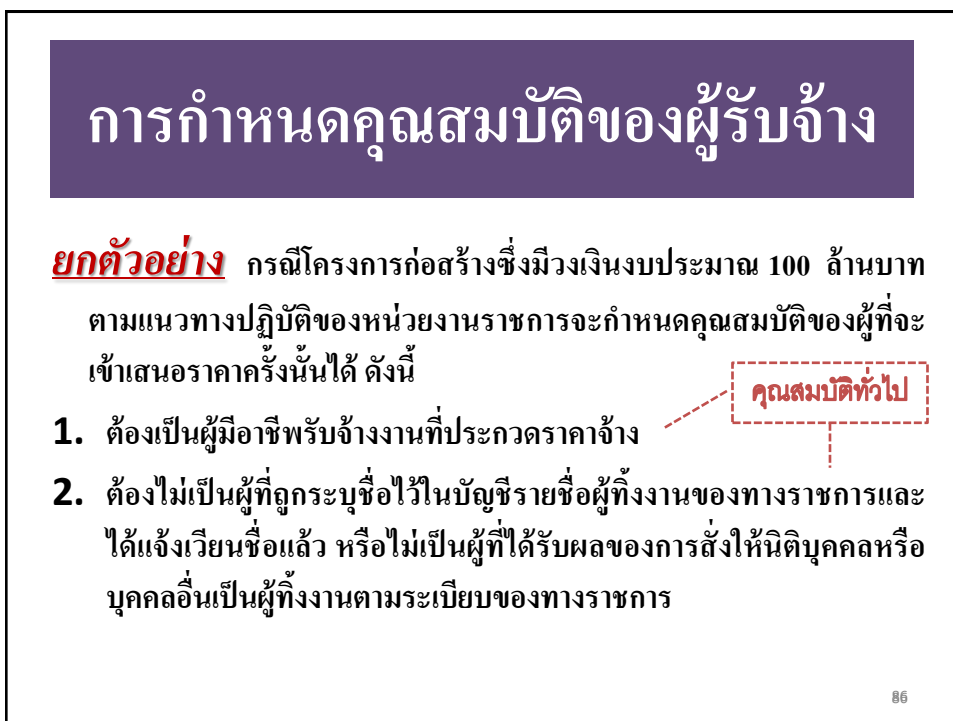 การกำหนดคุณสมบัติของผู้รับจ้าง
ยกตัวอย่าง กรณีโครงการก่อสร้างซึ่งมีวงเงินงบประมาณ 100 ล้านบาท
ตามแนวทางปฏิบัติของหน่วยงานราชการจะกำหนดคุณสมบัติของผู้ที่จะ
เข้าเสนอราคาครั้งนั้นได้ ดังนี้
คุณสมบัติทั่วไป
1. ต้องเป็นผู้มีอาชีพรับจ้างงานที่ประกวดราคาจ้าง
2. ต้องไม่เป็นผู้ที่ถูกระบุชื่อไว้ในบัญชีรายชื่อผู้ทิ้งงานของทางราชการและ
ได้แจ้งเวียนชื่อแล้ว หรือไม่เป็นผู้ที่ได้รับผลของการสั่งให้นิติบุคคลหรือ
บุคคลอื่นเป็นผู้ทิ้งงานตามระเบียบของทางราชการ
86